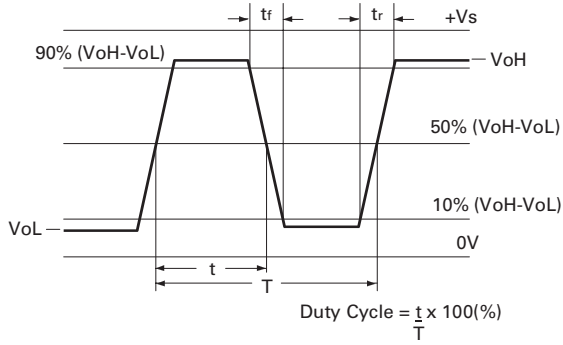 tf
tr
+Vs
90% (VoH-VoL)
VoH
50% (VoH-VoL)
10% (VoH-VoL)
VoL
0V
t
T
Duty Cycle = t x 100(%)
T